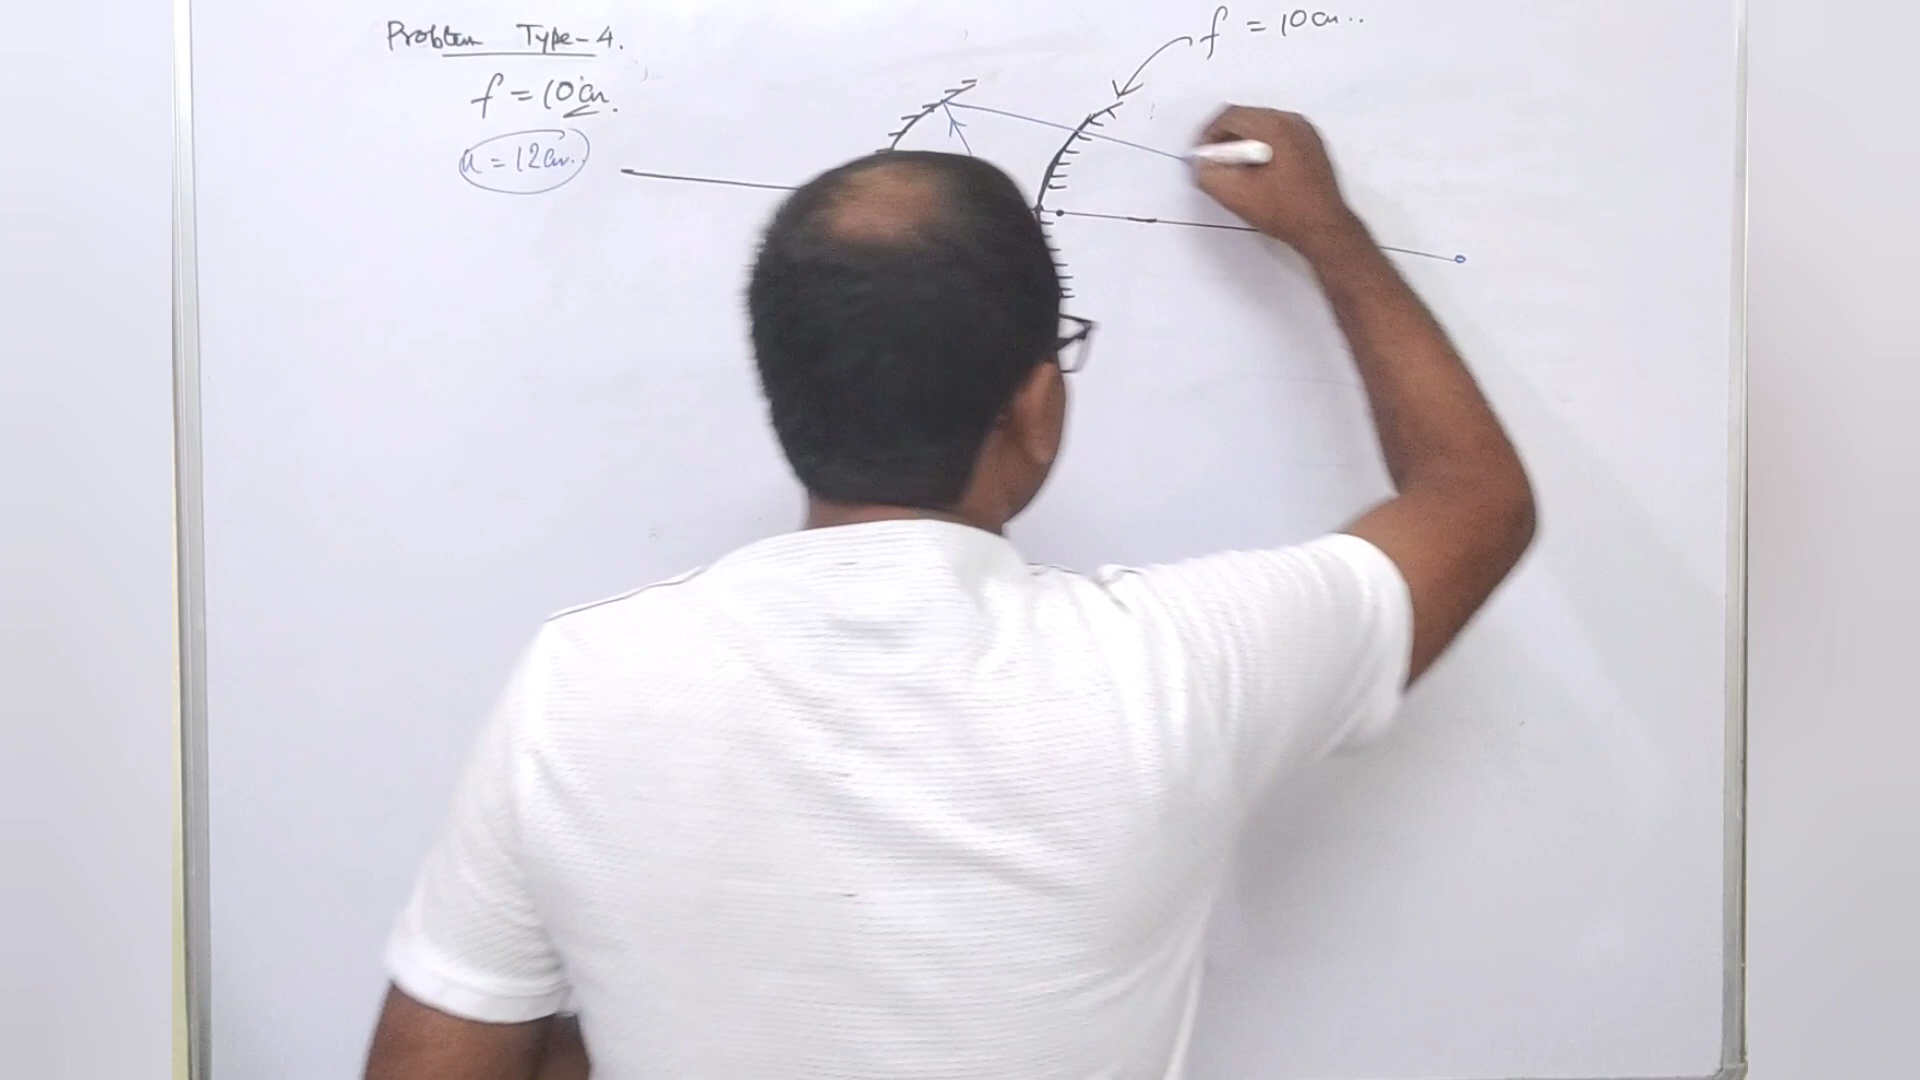 Problem Type-4.
f = 10cm.
u = 12cm..
f = 10cm..